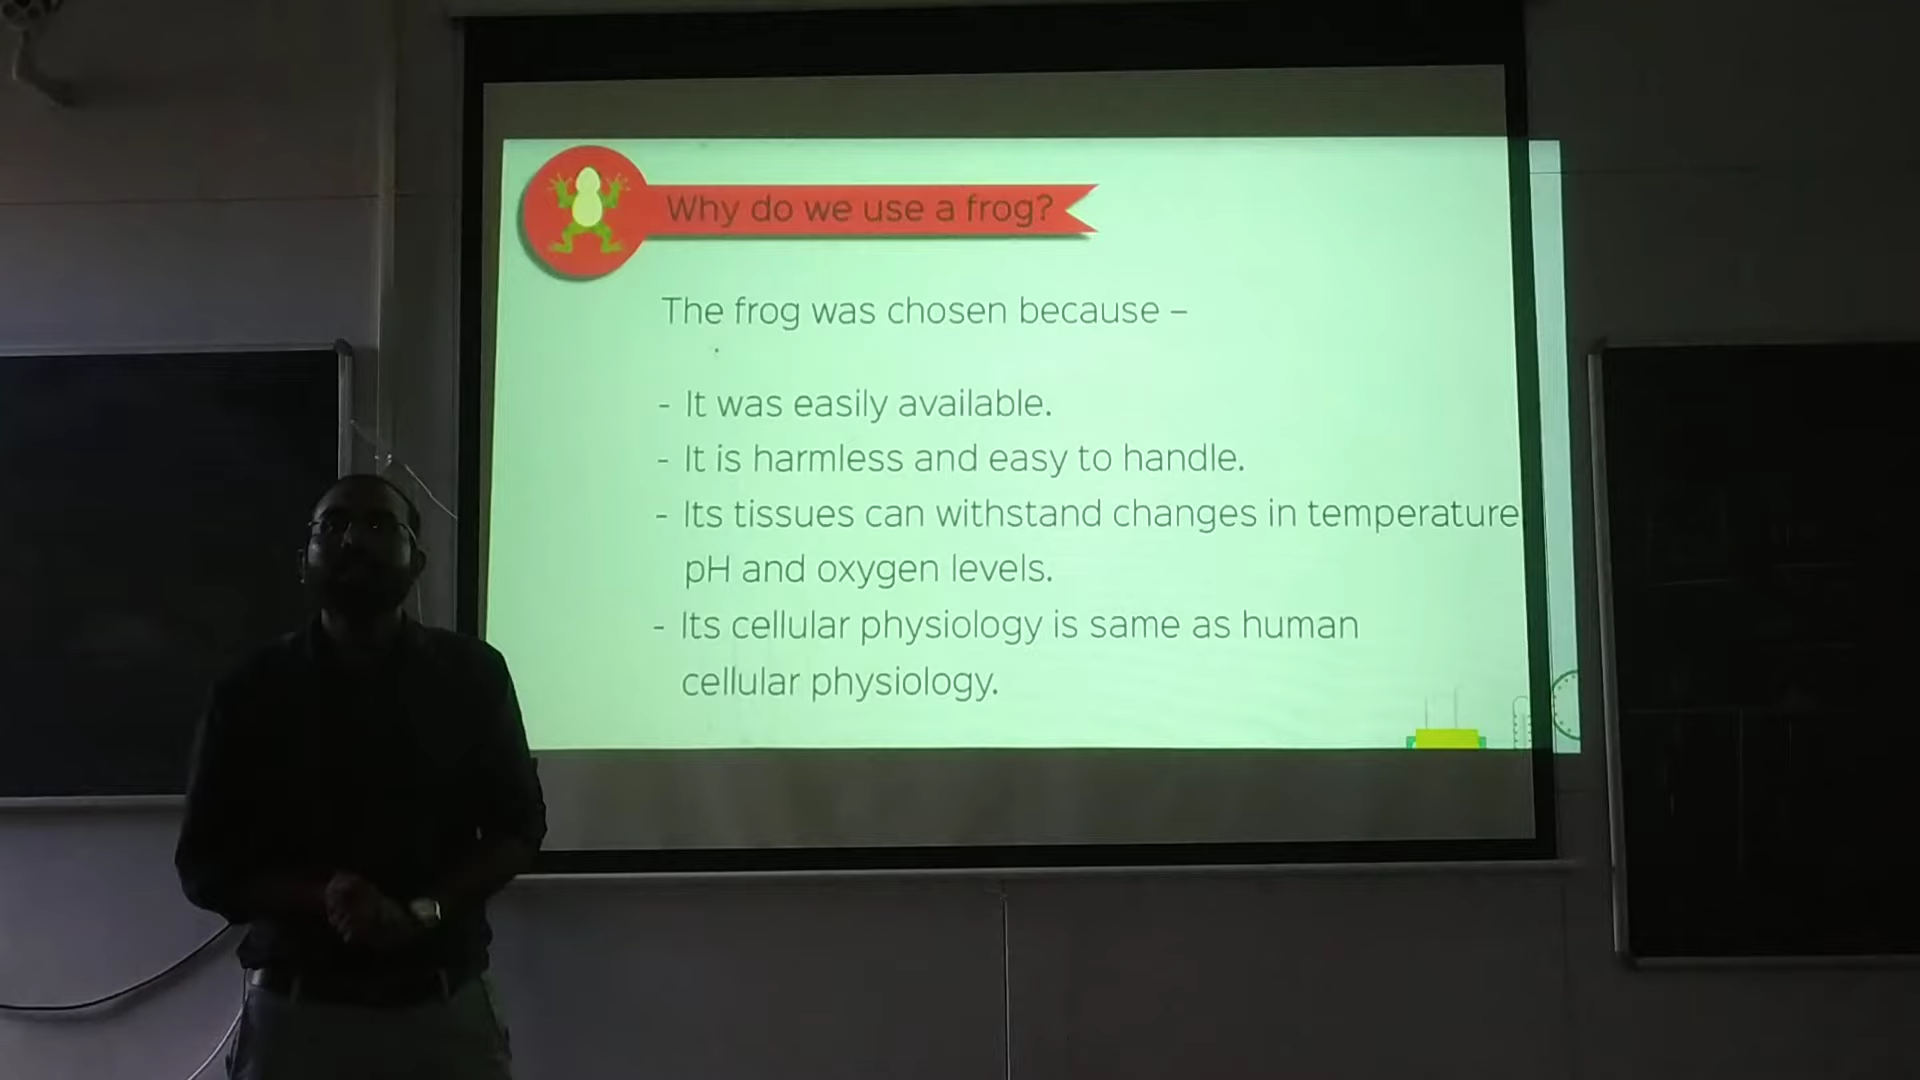 Why do we use a frog?
The frog was chosen because –
- It was easily available.
- It is harmless and easy to handle.
- Its tissues can withstand changes in temperature
pH and oxygen levels.
- Its cellular physiology is same as human
cellular physiology.